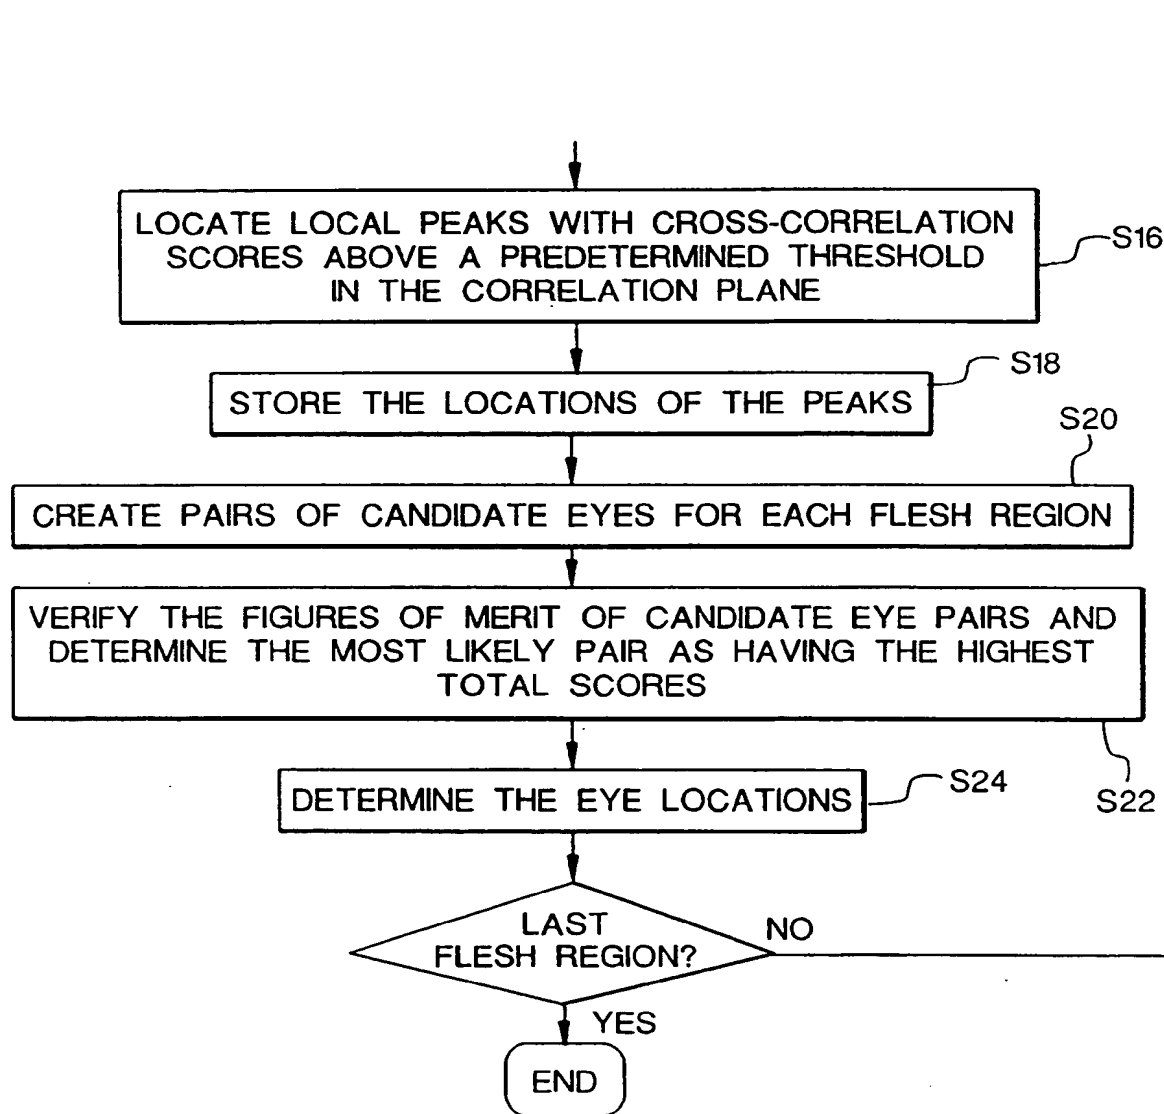 LOCATE LOCAL PEAKS WITH CROSS-CORRELATION
SCORES ABOVE A PREDETERMINED THRESHOLD
IN THE CORRELATION PLANE
S16
STORE THE LOCATIONS OF THE PEAKS
S18
S20
CREATE PAIRS OF CANDIDATE EYES FOR EACH FLESH REGION
VERIFY THE FIGURES OF MERIT OF CANDIDATE EYE PAIRS AND
DETERMINE THE MOST LIKELY PAIR AS HAVING THE HIGHEST
TOTAL SCORES
S22
DETERMINE THE EYE LOCATIONS
S24
LAST
FLESH REGION?
NO
YES
END